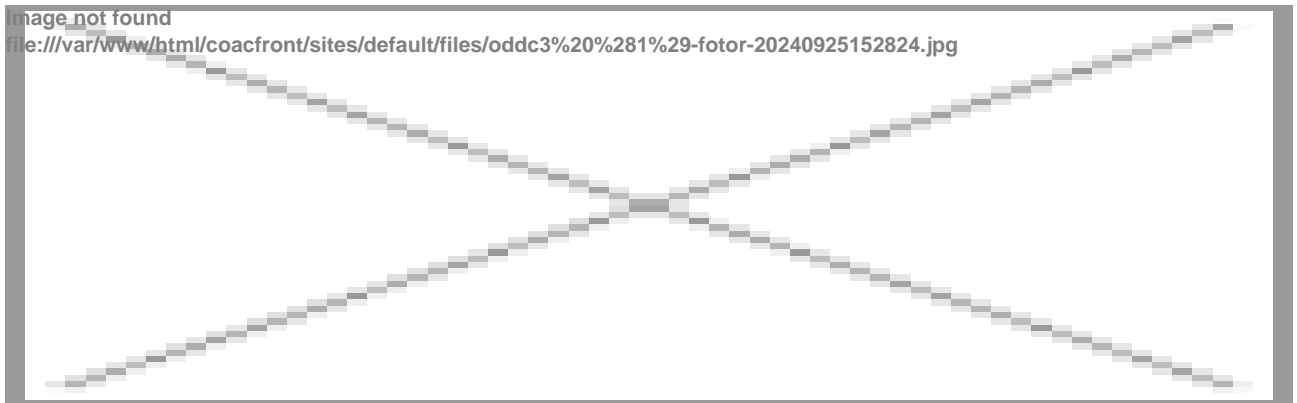 Image not found
file:///var/www/html/coacfront/sites/default/files/oddc3%20%281%29-fotor-20240925152824.jpg